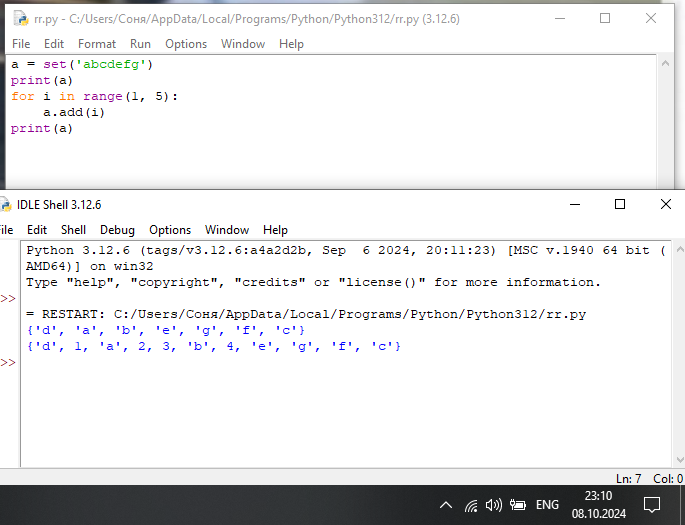 rr.py - C:/Users/Соня/AppData/Local/Programs/Python/Python312/rr.py (3.12.6)
File Edit Format Run Options Window Help
a = set('abcdefg')
print(a)
for i in range(1, 5):
    a.add(i)
print(a)
IDLE Shell 3.12.6
ile Edit Shell Debug Options Window Help
Python 3.12.6 (tags/v3.12.6:a4a2d2b, Sep  6 2024, 20:11:23) [MSC v.1940 64 bit (
AMD64)] on win32
Type "help", "copyright", "credits" or "license()" for more information.
>>
= RESTART: C:/Users/Соня/AppData/Local/Programs/Python/Python312/rr.py
{'d', 'a', 'b', 'e', 'g', 'f', 'c'}
{'d', 1, 'a', 2, 3, 'b', 4, 'e', 'g', 'f', 'c'}
>>
Ln: 7 Col: 0
ENG
23:10
08.10.2024